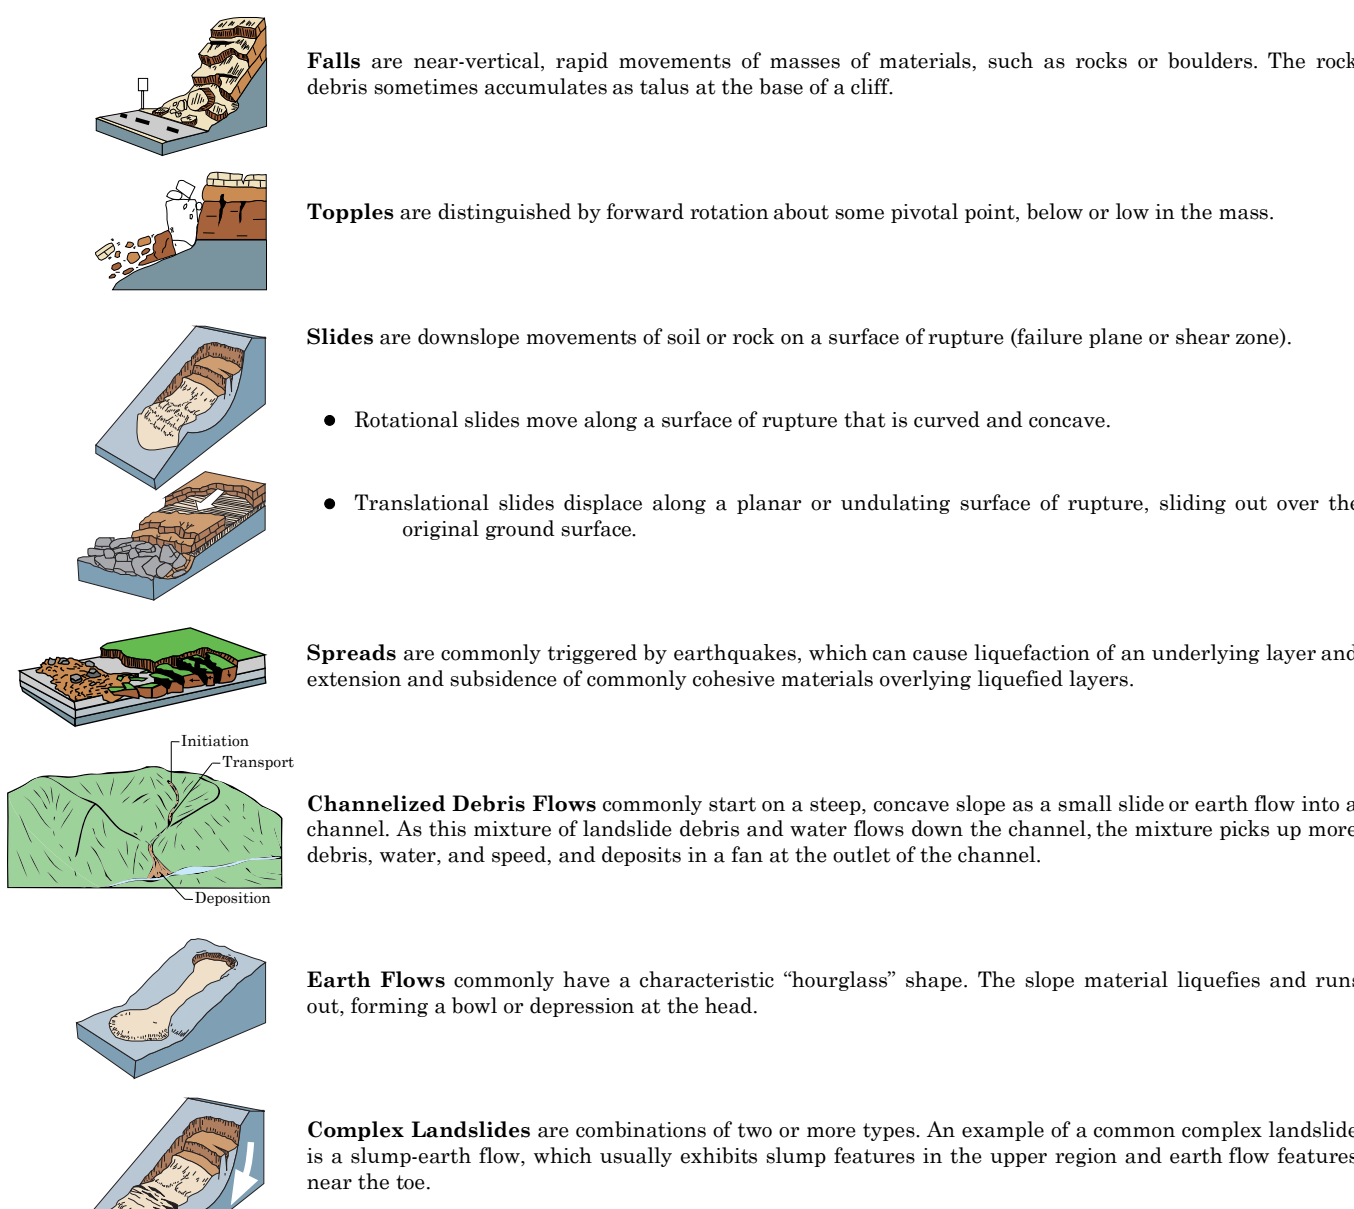 Falls are near-vertical, rapid movements of masses of materials, such as rocks or boulders. The rock
debris sometimes accumulates as talus at the base of a cliff.
Topples are distinguished by forward rotation about some pivotal point, below or low in the mass.
Slides are downslope movements of soil or rock on a surface of rupture (failure plane or shear zone).
● Rotational slides move along a surface of rupture that is curved and concave.
● Translational slides displace along a planar or undulating surface of rupture, sliding out over the
original ground surface.
Spreads are commonly triggered by earthquakes, which can cause liquefaction of an underlying layer and
extension and subsidence of commonly cohesive materials overlying liquefied layers.
Initiation
Transport
Channelized Debris Flows commonly start on a steep, concave slope as a small slide or earth flow into a
channel. As this mixture of landslide debris and water flows down the channel, the mixture picks up more
debris, water, and speed, and deposits in a fan at the outlet of the channel.
Deposition
Earth Flows commonly have a characteristic “hourglass” shape. The slope material liquefies and runs
out, forming a bowl or depression at the head.
Complex Landslides are combinations of two or more types. An example of a common complex landslide
is a slump-earth flow, which usually exhibits slump features in the upper region and earth flow features
near the toe.